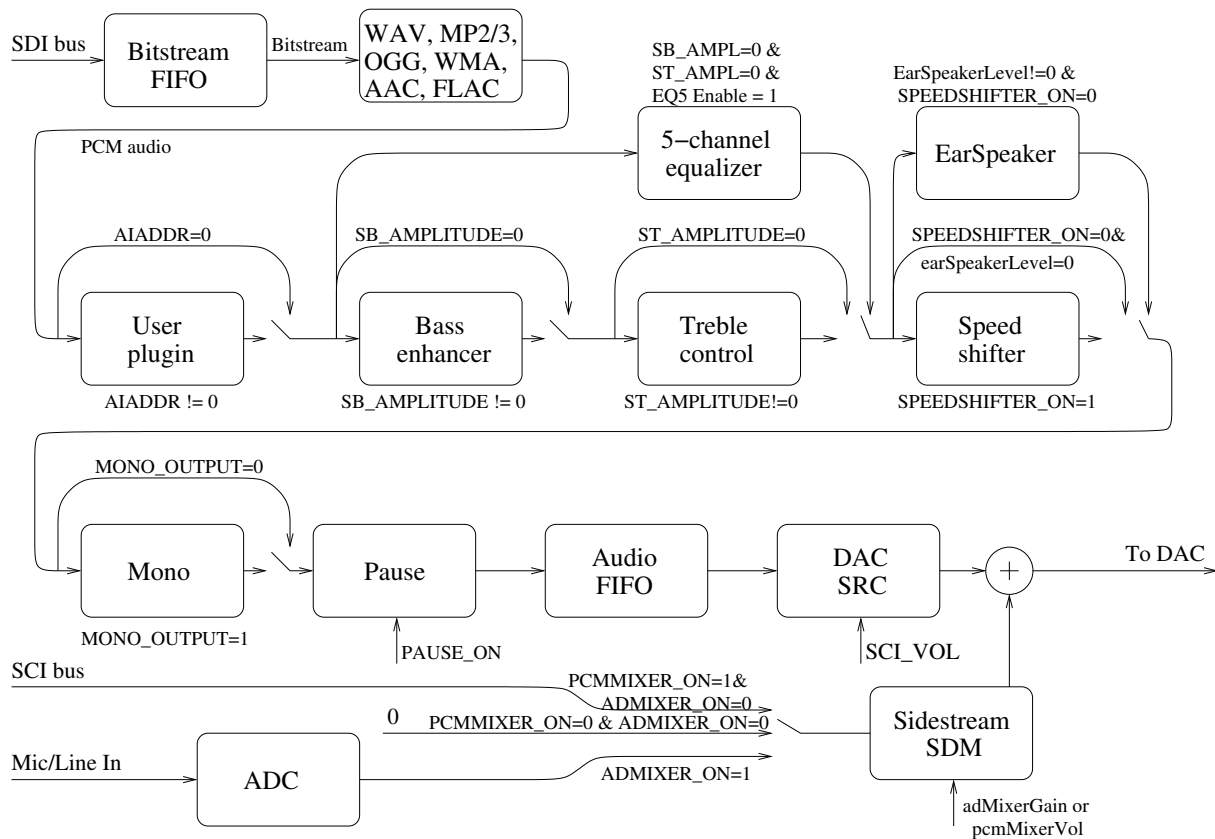 SDI bus
Bitstream
FIFO
Bitstream
WAV, MP2/3,
OGG, WMA,
AAC, FLAC
SB_AMPL=0 &
ST_AMPL=0 &
EQ5 Enable = 1
EarSpeakerLevel!=0 &
SPEEDSHIFTER_ON=0
PCM audio
5−channel
equalizer
EarSpeaker
AIADDR=0
SB_AMPLITUDE=0
ST_AMPLITUDE=0
SPEEDSHIFTER_ON=0&
earSpeakerLevel=0
User
plugin
Bass
enhancer
Treble
control
Speed
shifter
AIADDR != 0
SB_AMPLITUDE != 0
ST_AMPLITUDE!=0
SPEEDSHIFTER_ON=1
MONO_OUTPUT=0
Mono
Pause
Audio
FIFO
DAC
SRC
+
To DAC
MONO_OUTPUT=1
PAUSE_ON
SCI_VOL
SCI bus
PCMMIXER_ON=1&
ADMIXER_ON=0
0
PCMMIXER_ON=0 & ADMIXER_ON=0
Sidestream
SDM
Mic/Line In
ADC
ADMIXER_ON=1
adMixerGain or
pcmMixerVol